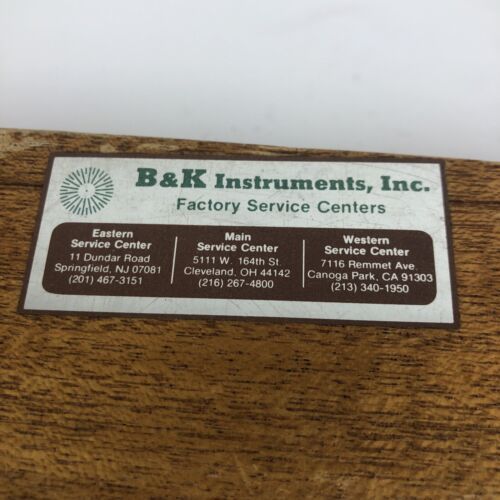 B&K Instruments, Inc.
Factory Service Centers
Eastern
Service Center
11 Dundar Road
Springfield, NJ 07081
(201) 467-3151
Main
Service Center
5111 W. 164th St.
Cleveland, OH 44142
(216) 267-4800
Western
Service Center
7116 Remmet Ave.
Canoga Park, CA 91303
(213) 340-1950